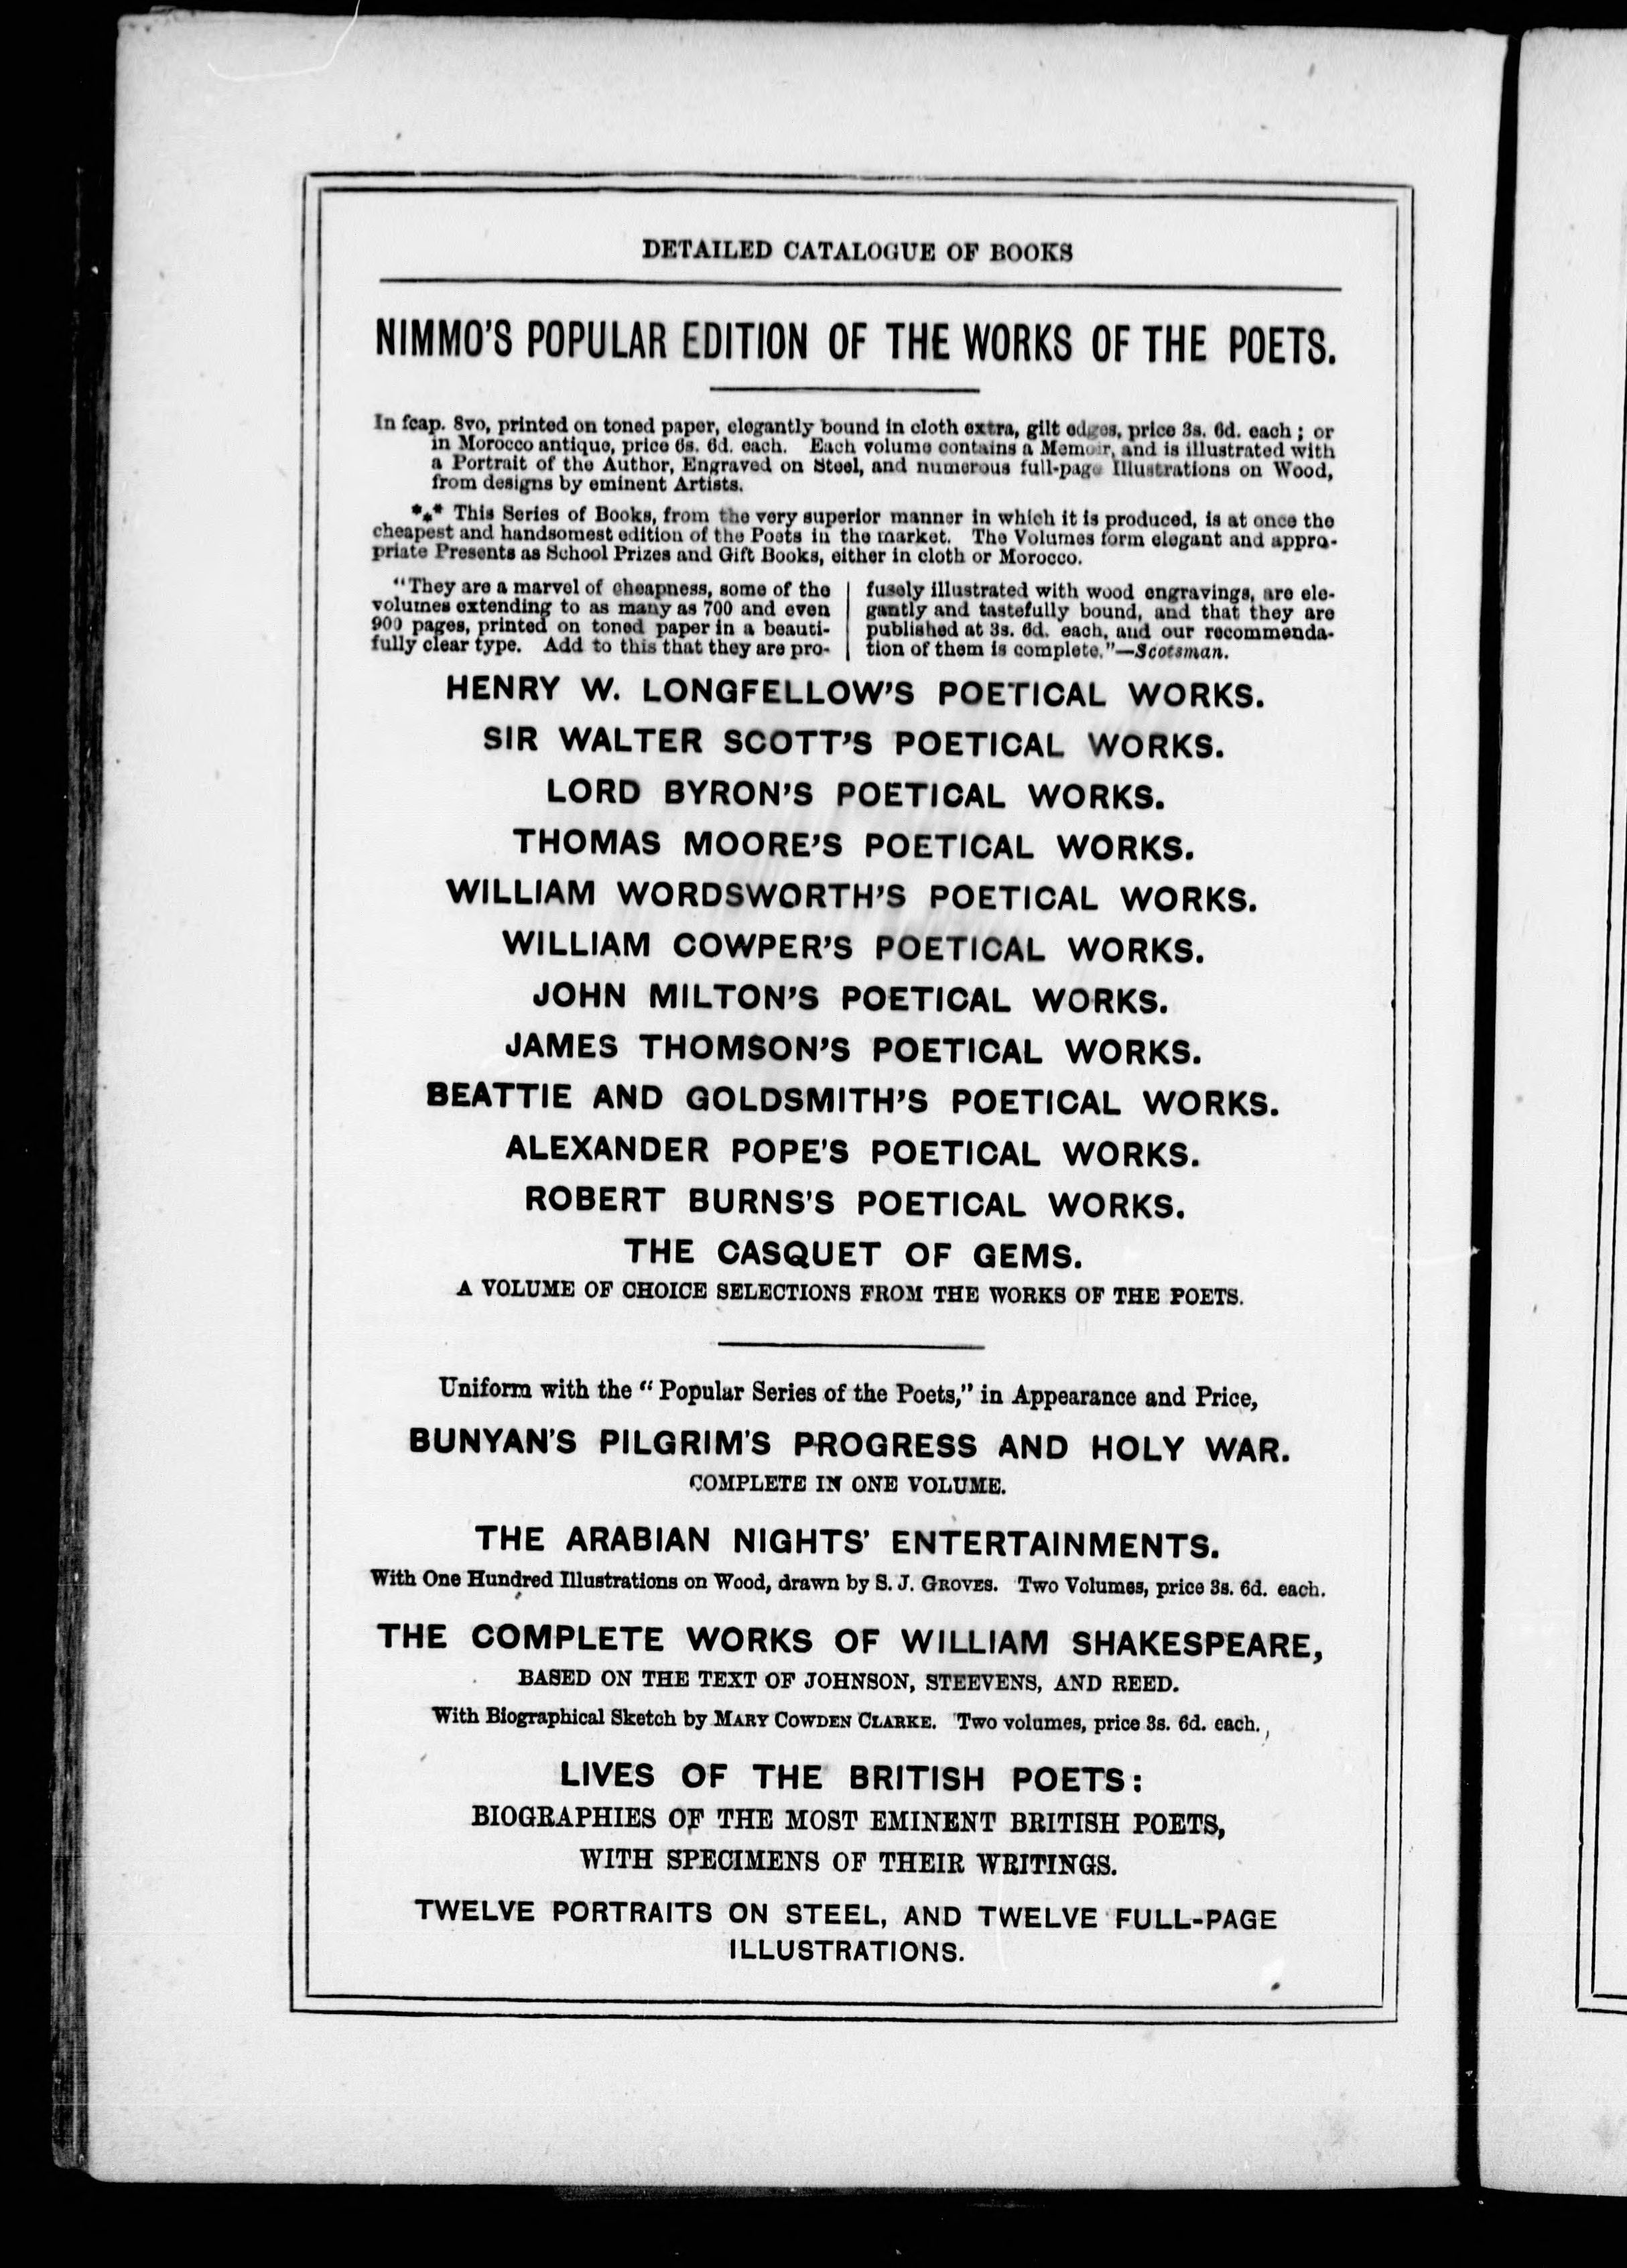 DETAILED CATALOGUE OF BOOKS
NIMMO'S POPULAR EDITION OF THE WORKS OF THE POETS.
In fcap. 8vo, printed on toned paper, elegantly bound in cloth extra, gilt edges, price 3s. 6d. each; or
in Morocco antique, price 6s. 6d. each. Each volume contains a Memoir, and is illustrated with
a Portrait of the Author, Engraved on Steel, and numerous full-page Illustrations on Wood,
from designs by eminent Artists.
*⁎* This Series of Books, from the very superior manner in which it is produced, is at once the
cheapest and handsomest edition of the Poets in the market. The Volumes form elegant and appro-
priate Presents as School Prizes and Gift Books, either in cloth or Morocco.
"They are a marvel of cheapness, some of the
volumes extending to as many as 700 and even
900 pages, printed on toned paper in a beauti-
fully clear type. Add to this that they are pro-
fusely illustrated with wood engravings, are ele-
gantly and tastefully bound, and that they are
published at 3s. 6d. each, and our recommenda-
tion of them is complete."—Scotsman.
HENRY W. LONGFELLOW'S POETICAL WORKS.
SIR WALTER SCOTT'S POETICAL WORKS.
LORD BYRON'S POETICAL WORKS.
THOMAS MOORE'S POETICAL WORKS.
WILLIAM WORDSWORTH'S POETICAL WORKS.
WILLIAM COWPER'S POETICAL WORKS.
JOHN MILTON'S POETICAL WORKS.
JAMES THOMSON'S POETICAL WORKS.
BEATTIE AND GOLDSMITH'S POETICAL WORKS.
ALEXANDER POPE'S POETICAL WORKS.
ROBERT BURNS'S POETICAL WORKS.
THE CASQUET OF GEMS.
A VOLUME OF CHOICE SELECTIONS FROM THE WORKS OF THE POETS.
Uniform with the "Popular Series of the Poets," in Appearance and Price,
BUNYAN'S PILGRIM'S PROGRESS AND HOLY WAR.
COMPLETE IN ONE VOLUME.
THE ARABIAN NIGHTS' ENTERTAINMENTS.
With One Hundred Illustrations on Wood, drawn by S. J. GROVES. Two Volumes, price 3s. 6d. each.
THE COMPLETE WORKS OF WILLIAM SHAKESPEARE,
BASED ON THE TEXT OF JOHNSON, STEEVENS, AND REED.
With Biographical Sketch by MARY COWDEN CLARKE. Two volumes, price 3s. 6d. each.
LIVES OF THE BRITISH POETS:
BIOGRAPHIES OF THE MOST EMINENT BRITISH POETS,
WITH SPECIMENS OF THEIR WRITINGS.
TWELVE PORTRAITS ON STEEL, AND TWELVE FULL-PAGE
ILLUSTRATIONS.